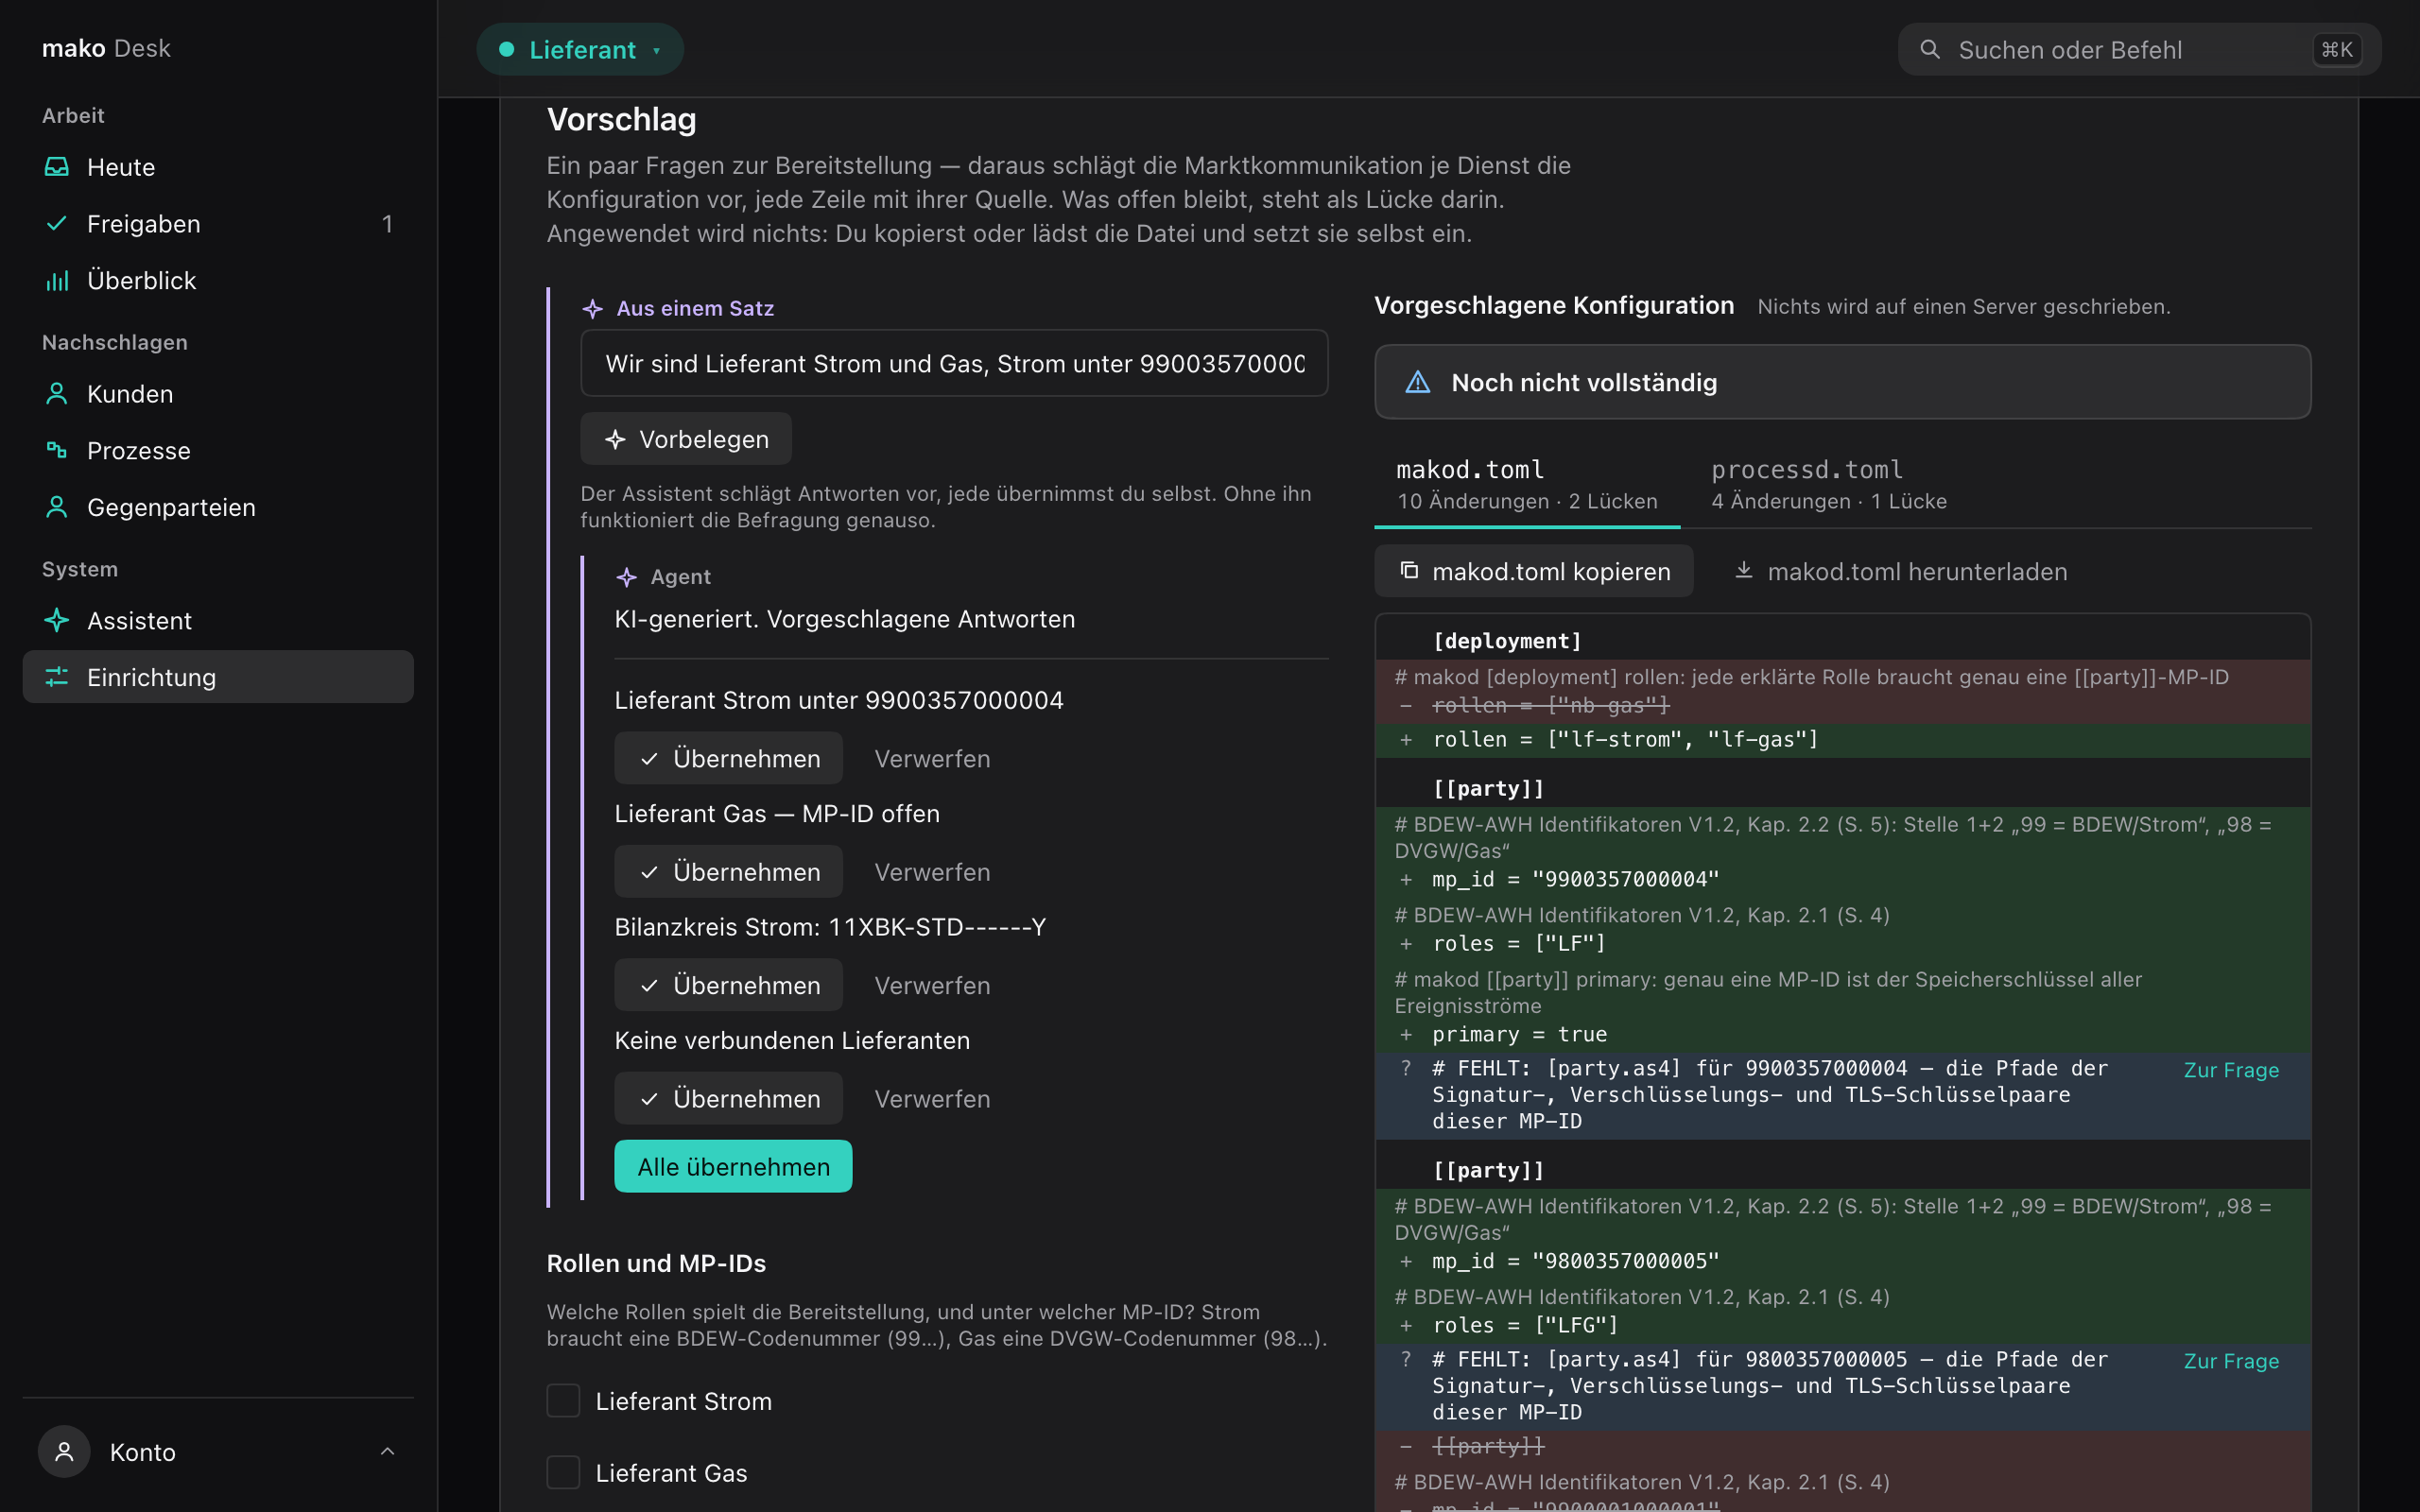 mako Desk
Arbeit
Heute
Freigaben 1
Überblick
Nachschlagen
Kunden
Prozesse
Gegenparteien
System
Assistent
Einrichtung
Konto
Lieferant
Suchen oder Befehl ⌘K
Vorschlag
Ein paar Fragen zur Bereitstellung — daraus schlägt die Marktkommunikation je Dienst die
Konfiguration vor, jede Zeile mit ihrer Quelle. Was offen bleibt, steht als Lücke darin.
Angewendet wird nichts: Du kopierst oder lädst die Datei und setzt sie selbst ein.
Aus einem Satz
Wir sind Lieferant Strom und Gas, Strom unter 99003570000
Vorbelegen
Der Assistent schlägt Antworten vor, jede übernimmst du selbst. Ohne ihn
funktioniert die Befragung genauso.
Agent
KI-generiert. Vorgeschlagene Antworten
Lieferant Strom unter 9900357000004
Übernehmen Verwerfen
Lieferant Gas — MP-ID offen
Übernehmen Verwerfen
Bilanzkreis Strom: 11XBK-STD------Y
Übernehmen Verwerfen
Keine verbundenen Lieferanten
Übernehmen Verwerfen
Alle übernehmen
Rollen und MP-IDs
Welche Rollen spielt die Bereitstellung, und unter welcher MP-ID? Strom
braucht eine BDEW-Codenummer (99…), Gas eine DVGW-Codenummer (98…).
Lieferant Strom
Lieferant Gas
Vorgeschlagene Konfiguration Nichts wird auf einen Server geschrieben.
Noch nicht vollständig
makod.toml processd.toml
10 Änderungen · 2 Lücken 4 Änderungen · 1 Lücke
makod.toml kopieren makod.toml herunterladen
[deployment]
# makod [deployment] rollen: jede erklärte Rolle braucht genau eine [[party]]-MP-ID
− rollen = ["nb-gas"]
+ rollen = ["lf-strom", "lf-gas"]
[[party]]
# BDEW-AWH Identifikatoren V1.2, Kap. 2.2 (S. 5): Stelle 1+2 „99 = BDEW/Strom“, „98 =
DVGW/Gas“
+ mp_id = "9900357000004"
# BDEW-AWH Identifikatoren V1.2, Kap. 2.1 (S. 4)
+ roles = ["LF"]
# makod [[party]] primary: genau eine MP-ID ist der Speicherschlüssel aller
Ereignisströme
+ primary = true
? # FEHLT: [party.as4] für 9900357000004 — die Pfade der Zur Frage
Signatur-, Verschlüsselungs- und TLS-Schlüsselpaare
dieser MP-ID
[[party]]
# BDEW-AWH Identifikatoren V1.2, Kap. 2.2 (S. 5): Stelle 1+2 „99 = BDEW/Strom“, „98 =
DVGW/Gas“
+ mp_id = "9800357000005"
# BDEW-AWH Identifikatoren V1.2, Kap. 2.1 (S. 4)
+ roles = ["LFG"]
? # FEHLT: [party.as4] für 9800357000005 — die Pfade der Zur Frage
Signatur-, Verschlüsselungs- und TLS-Schlüsselpaare
dieser MP-ID
− [[party]]
# BDEW-AWH Identifikatoren V1.2, Kap. 2.1 (S. 4)
− mp_id = "9900001000001"